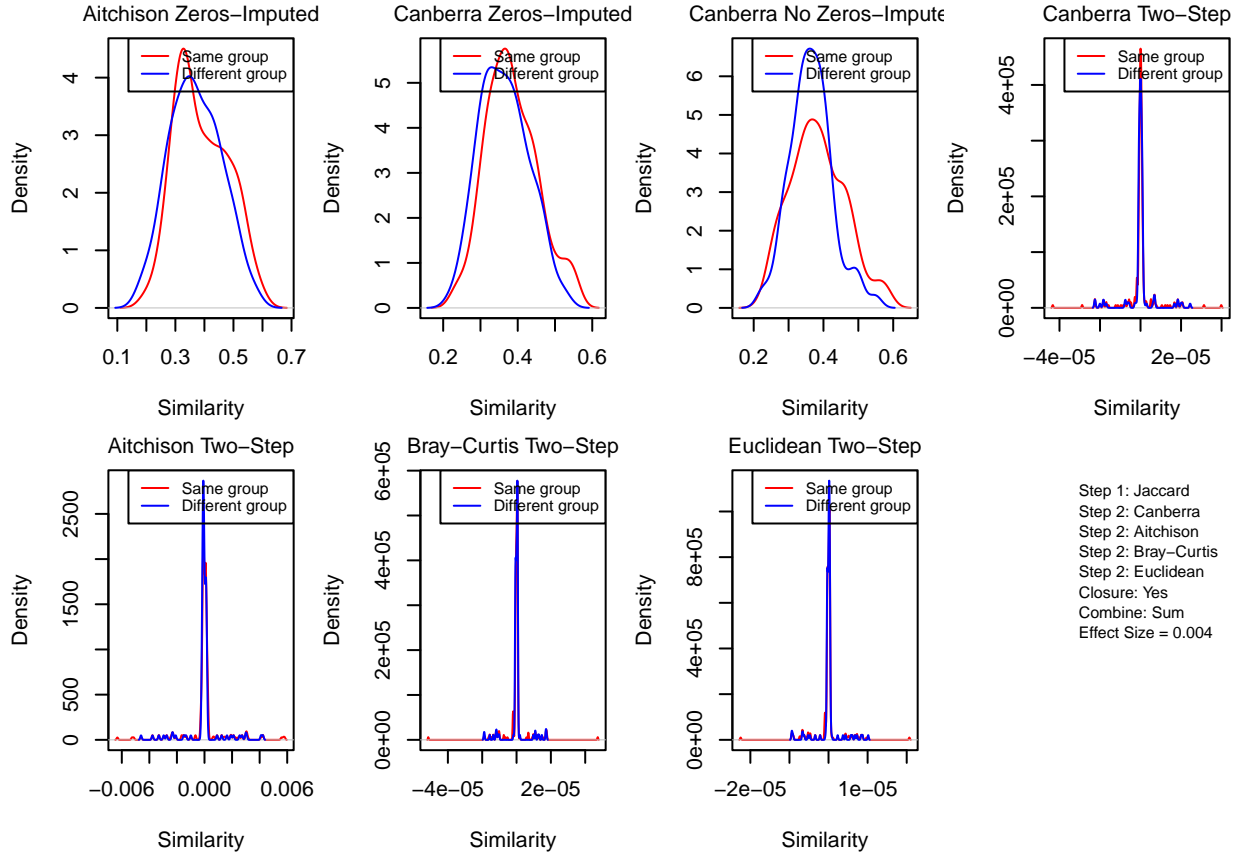 Aitchison Zeros−Imputed
Same group
Different group
Density
0 1 2 3 4
0.1 0.3 0.5 0.7
Similarity
Canberra Zeros−Imputed
Same group
Different group
Density
0 1 2 3 4 5
0.2 0.4 0.6
Similarity
Canberra No Zeros−Impute
Same group
Different group
Density
0 1 2 3 4 5 6
0.2 0.4 0.6
Similarity
Canberra Two−Step
Same group
Different group
Density
0e+00 2e+05 4e+05
−4e−05 2e−05
Similarity
Aitchison Two−Step
Same group
Different group
Density
0 500 1500 2500
−0.006 0.000 0.006
Similarity
Bray−Curtis Two−Step
Same group
Different group
Density
0e+00 2e+05 4e+05 6e+05
−4e−05 2e−05
Similarity
Euclidean Two−Step
Same group
Different group
Density
0e+00 4e+05 8e+05
−2e−05 1e−05
Similarity
Step 1: Jaccard
Step 2: Canberra
Step 2: Aitchison
Step 2: Bray−Curtis
Step 2: Euclidean
Closure: Yes
Combine: Sum
Effect Size = 0.004